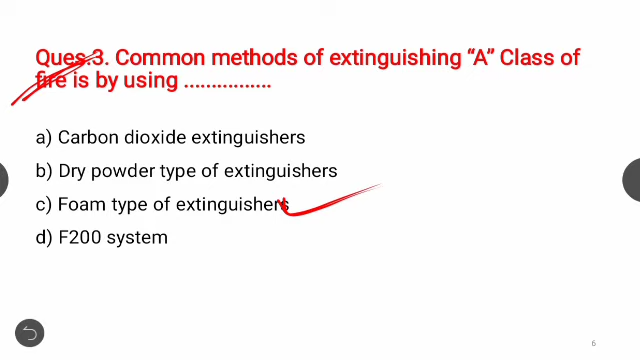 Ques.3. Common methods of extinguishing “A” Class of
fire is by using ................
a) Carbon dioxide extinguishers
b) Dry powder type of extinguishers
c) Foam type of extinguishers
d) F200 system
6